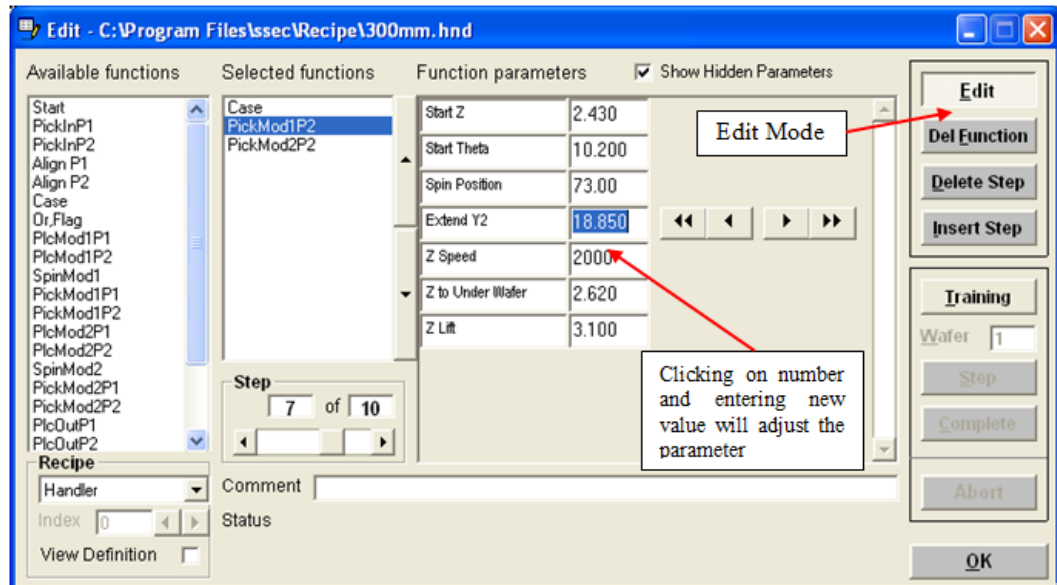 Edit - C:\Program Files\ssec\Recipe\300mm.hnd
Available functions
Start
PickInP1
PickInP2
Align P1
Align P2
Case
Or,Flag
PlcMod1P1
PlcMod1P2
SpinMod1
PickMod1P1
PickMod1P2
PlcMod2P1
PlcMod2P2
SpinMod2
PickMod2P1
PickMod2P2
PlcOutP1
PlcOutP2
Selected functions
Case
PickMod1P2
PickMod2P2
Step
7 of 10
Function parameters
Show Hidden Parameters
Start Z 2.430
Start Theta 10.200
Spin Position 73.00
Extend Y2 18.850
Z Speed 2000
Z to Under Wafer 2.620
Z Lift 3.100
Edit Mode
Clicking on number
and entering new
value will adjust the
parameter
Edit
Del Function
Delete Step
Insert Step
Training
Wafer 1
Step
Complete
Abort
OK
Recipe
Handler
Index 0
View Definition
Comment
Status